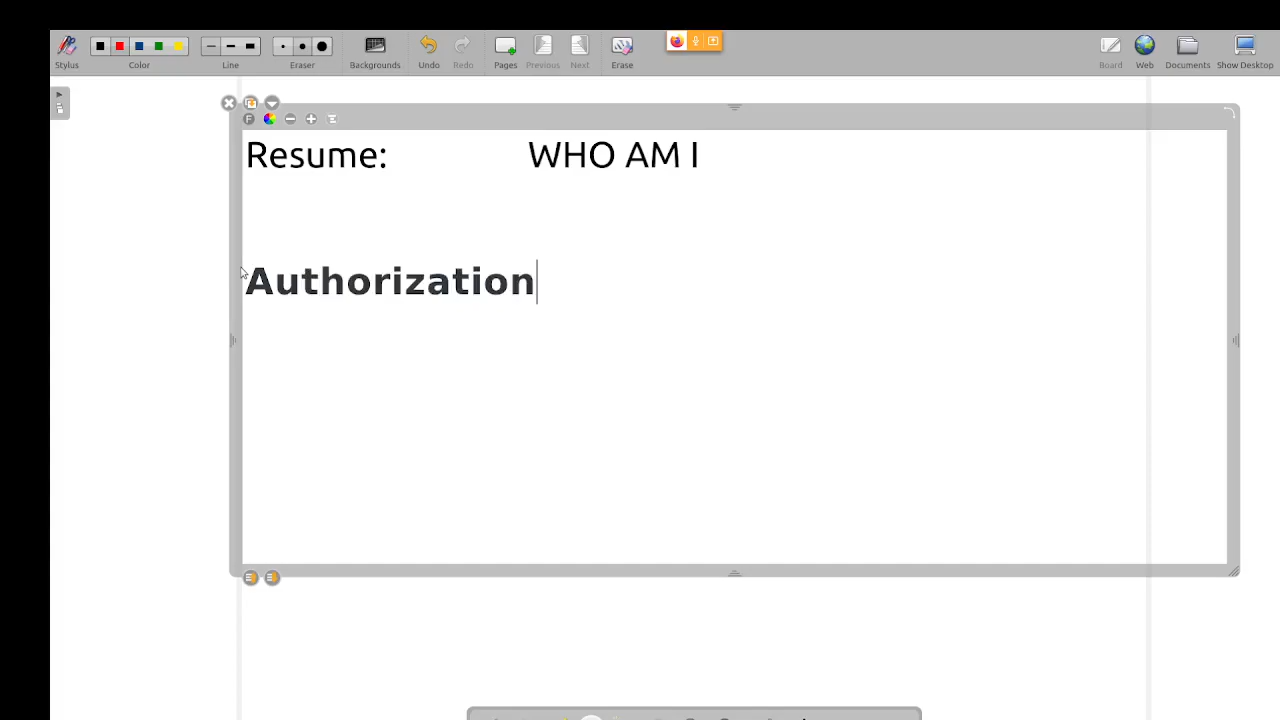 Stylus Color Line Eraser Backgrounds Undo Redo Pages Previous Next Erase Board Web Documents Show Desktop
F
Resume: WHO AM I
Authorization